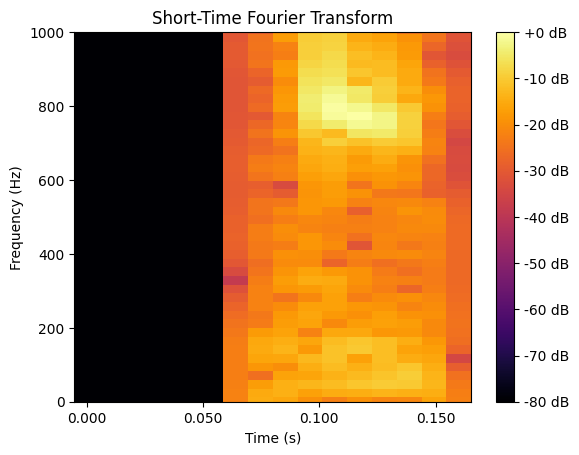 Short-Time Fourier Transform
1000
800
600
400
200
0
Frequency (Hz)
0.000
0.050
0.100
0.150
Time (s)
+0 dB
-10 dB
-20 dB
-30 dB
-40 dB
-50 dB
-60 dB
-70 dB
-80 dB